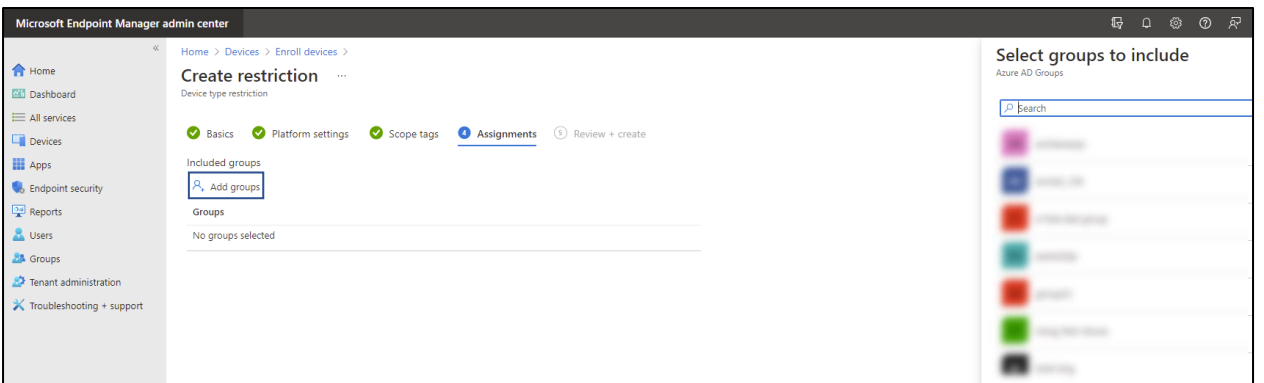 Microsoft Endpoint Manager admin center
«
Home
Dashboard
All services
Devices
Apps
Endpoint security
Reports
Users
Groups
Tenant administration
Troubleshooting + support
Home > Devices > Enroll devices >
Create restriction ...
Device type restriction
Basics Platform settings Scope tags 4 Assignments 5 Review + create
Included groups
Add groups
Groups
No groups selected
Select groups to include
Azure AD Groups
Search